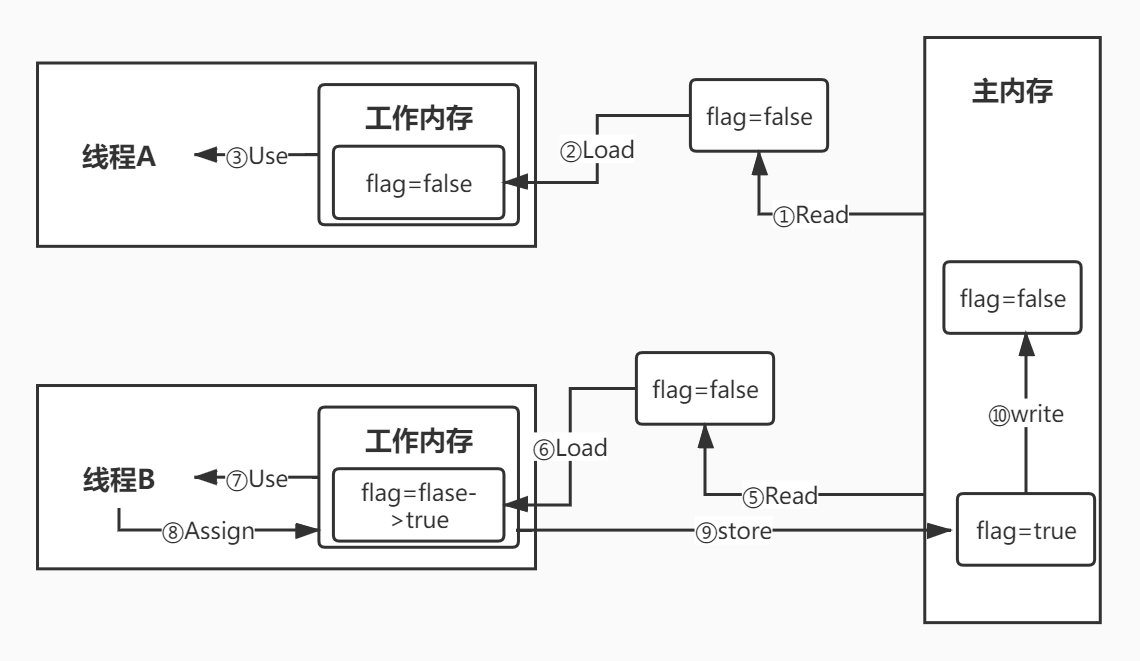 主内存
工作内存
flag=false
线程A
③Use
flag=false
②Load
①Read
flag=false
flag=false
⑩write
工作内存
线程B
⑦Use
flag=flase-
>true
⑥Load
⑤Read
⑧Assign
⑨store
flag=true